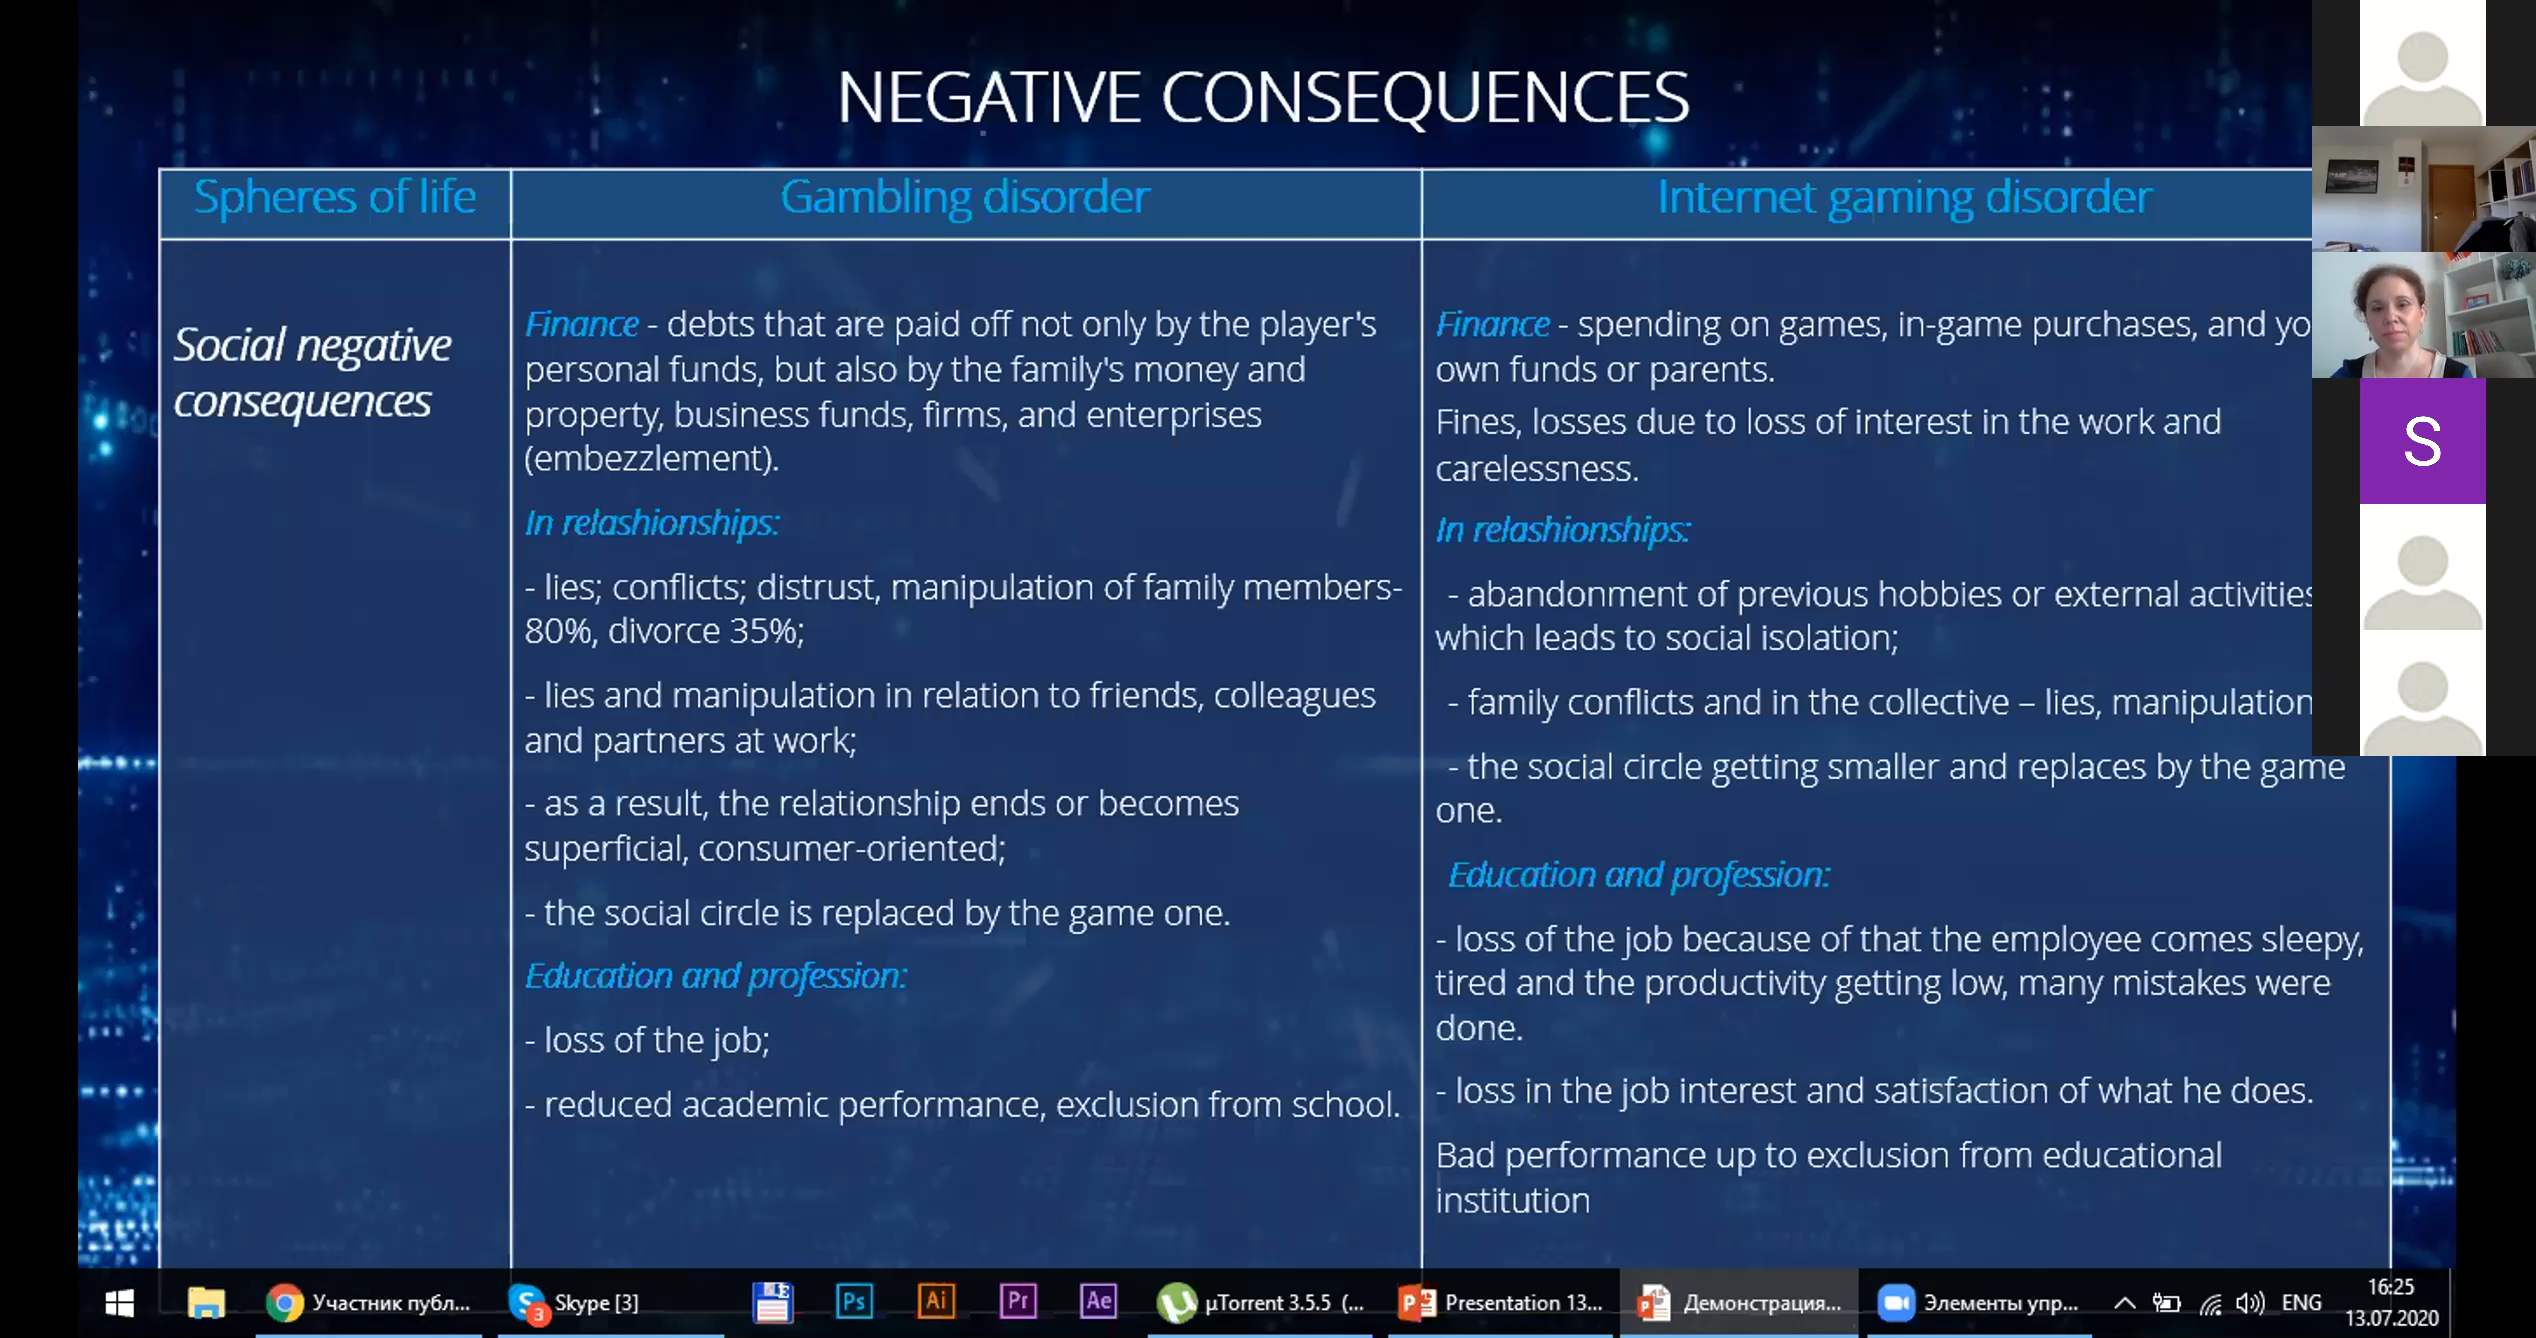 NEGATIVE CONSEQUENCES
Spheres of life
Gambling disorder
Internet gaming disorder
Social negative
consequences
Finance - debts that are paid off not only by the player's
personal funds, but also by the family's money and
property, business funds, firms, and enterprises
(embezzlement).
In relashionships:
- lies; conflicts; distrust, manipulation of family members-
80%, divorce 35%;
- lies and manipulation in relation to friends, colleagues
and partners at work;
- as a result, the relationship ends or becomes
superficial, consumer-oriented;
- the social circle is replaced by the game one.
Education and profession:
- loss of the job;
- reduced academic performance, exclusion from school.
Finance - spending on games, in-game purchases, and yo
own funds or parents.
Fines, losses due to loss of interest in the work and
carelessness.
In relashionships:
- abandonment of previous hobbies or external activities
which leads to social isolation;
- family conflicts and in the collective – lies, manipulation
- the social circle getting smaller and replaces by the game
one.
Education and profession:
- loss of the job because of that the employee comes sleepy,
tired and the productivity getting low, many mistakes were
done.
- loss in the job interest and satisfaction of what he does.
Bad performance up to exclusion from educational
institution
S
Участник публ...
S 3 Skype [3]
Ps
Ai
Pr
Ae
µTorrent 3.5.5 (...
P Presentation 13...
P Демонстрация...
Элементы упр...
ENG
16:25
13.07.2020